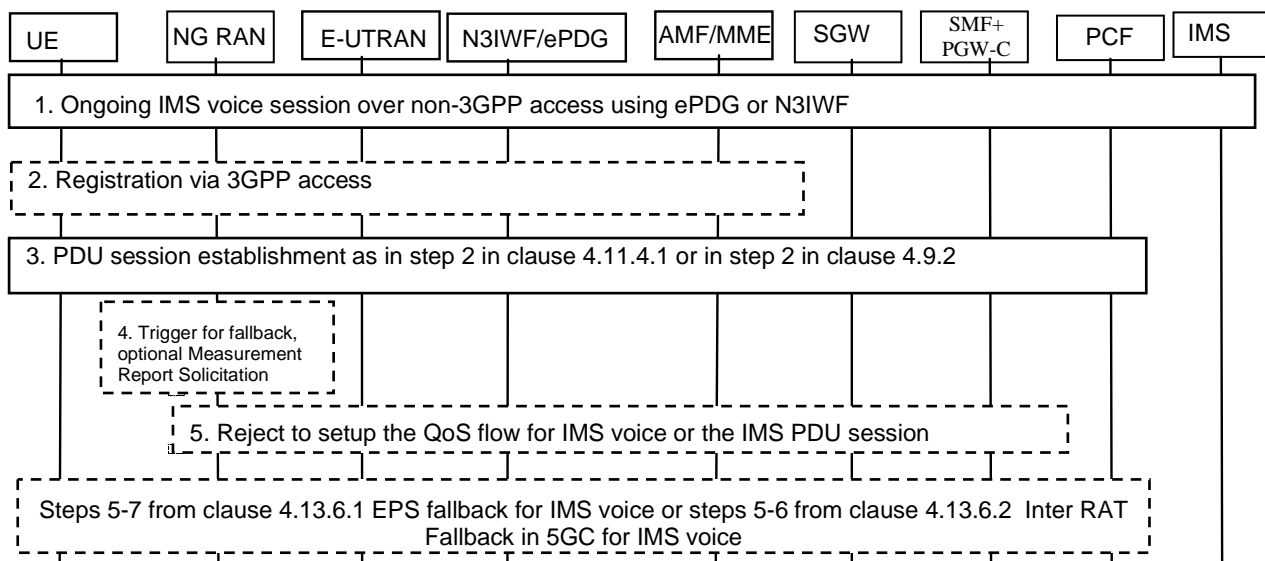 UE
NG RAN
E-UTRAN
N3IWF/ePDG
AMF/MME
SGW
SMF+
PGW-C
PCF
IMS
1. Ongoing IMS voice session over non-3GPP access using ePDG or N3IWF
2. Registration via 3GPP access
3. PDU session establishment as in step 2 in clause 4.11.4.1 or in step 2 in clause 4.9.2
4. Trigger for fallback,
optional Measurement
Report Solicitation
5. Reject to setup the QoS flow for IMS voice or the IMS PDU session
Steps 5-7 from clause 4.13.6.1 EPS fallback for IMS voice or steps 5-6 from clause 4.13.6.2 Inter RAT
Fallback in 5GC for IMS voice